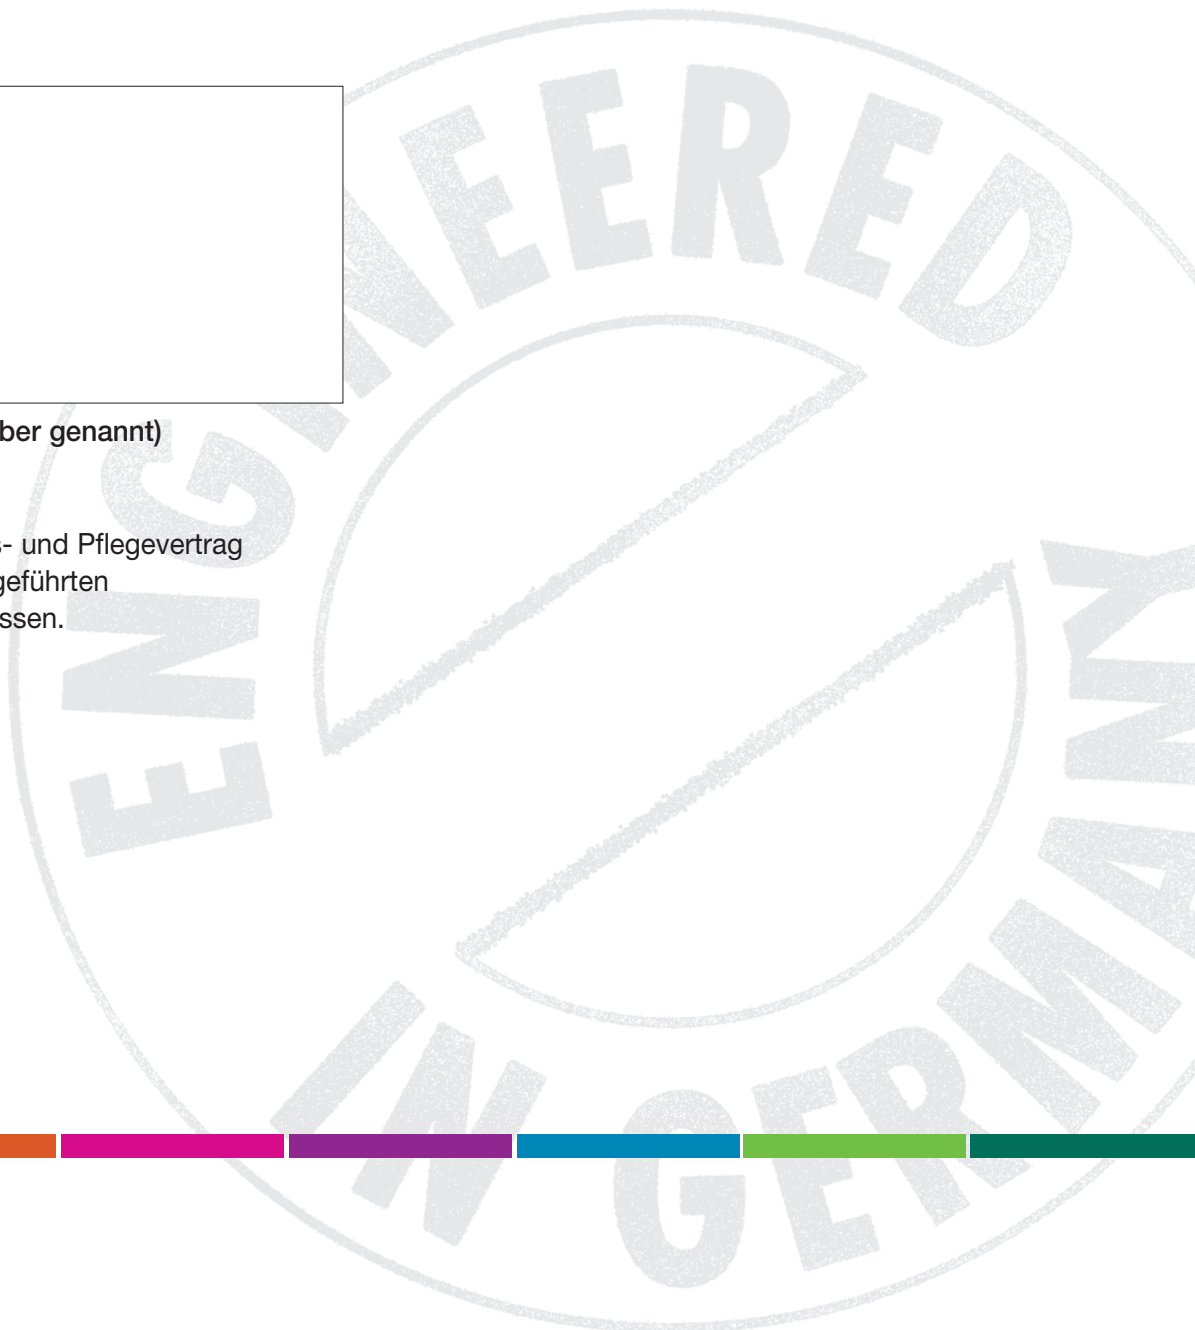 ENGINEERED
ber genannt)
s- und Pflegevertrag
geführten
ssen.
IN GERMANY